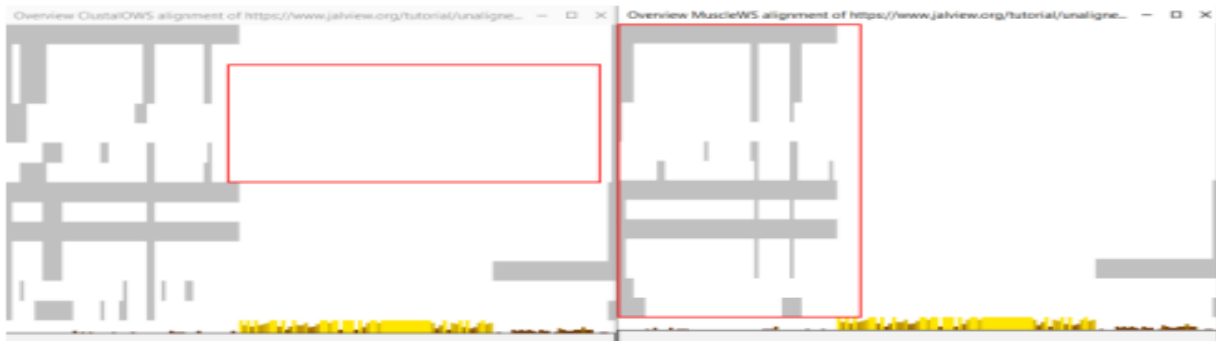 Overview ClustalOWS alignment of https://www.jalview.org/tutorial/unaligne...
Overview MuscleWS alignment of https://www.jalview.org/tutorial/unaligne...